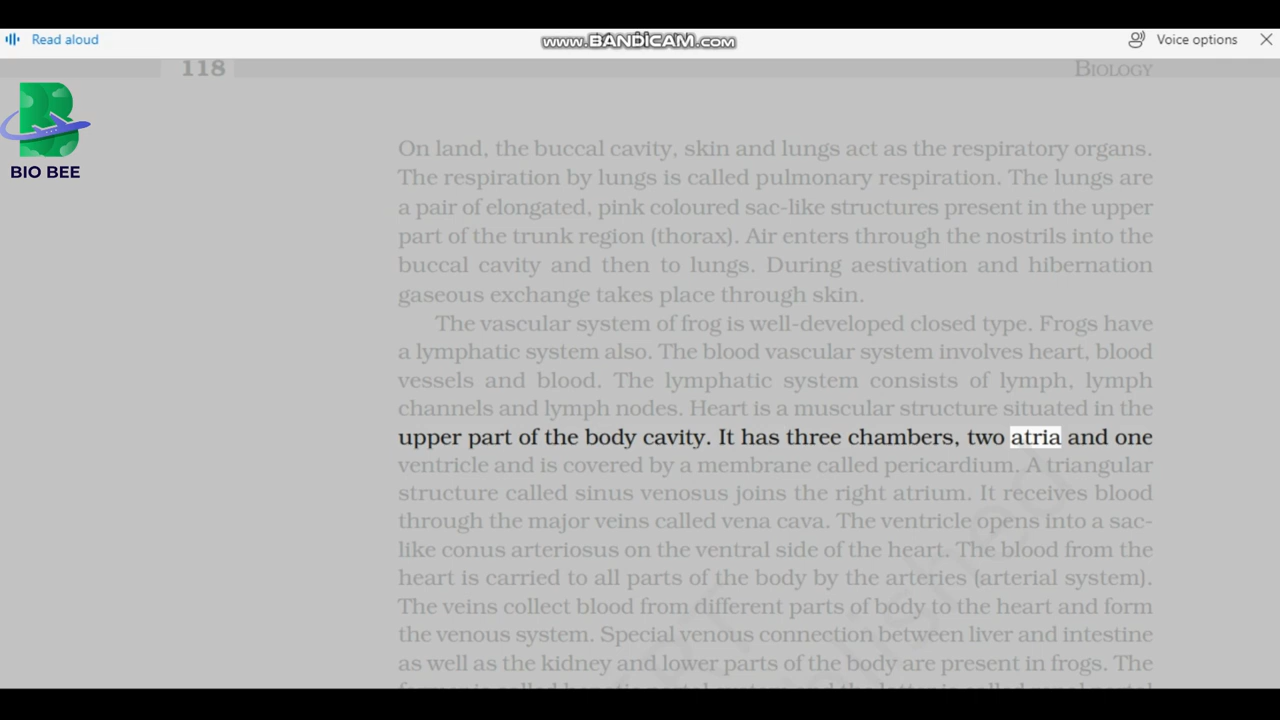 Read aloud
www.BANDICAM.com
Voice options
118
BIOLOGY
BIO BEE
On land, the buccal cavity, skin and lungs act as the respiratory organs.
The respiration by lungs is called pulmonary respiration. The lungs are
a pair of elongated, pink coloured sac-like structures present in the upper
part of the trunk region (thorax). Air enters through the nostrils into the
buccal cavity and then to lungs. During aestivation and hibernation
gaseous exchange takes place through skin.
The vascular system of frog is well-developed closed type. Frogs have
a lymphatic system also. The blood vascular system involves heart, blood
vessels and blood. The lymphatic system consists of lymph, lymph
channels and lymph nodes. Heart is a muscular structure situated in the
upper part of the body cavity. It has three chambers, two atria and one
ventricle and is covered by a membrane called pericardium. A triangular
structure called sinus venosus joins the right atrium. It receives blood
through the major veins called vena cava. The ventricle opens into a sac-
like conus arteriosus on the ventral side of the heart. The blood from the
heart is carried to all parts of the body by the arteries (arterial system).
The veins collect blood from different parts of body to the heart and form
the venous system. Special venous connection between liver and intestine
as well as the kidney and lower parts of the body are present in frogs. The